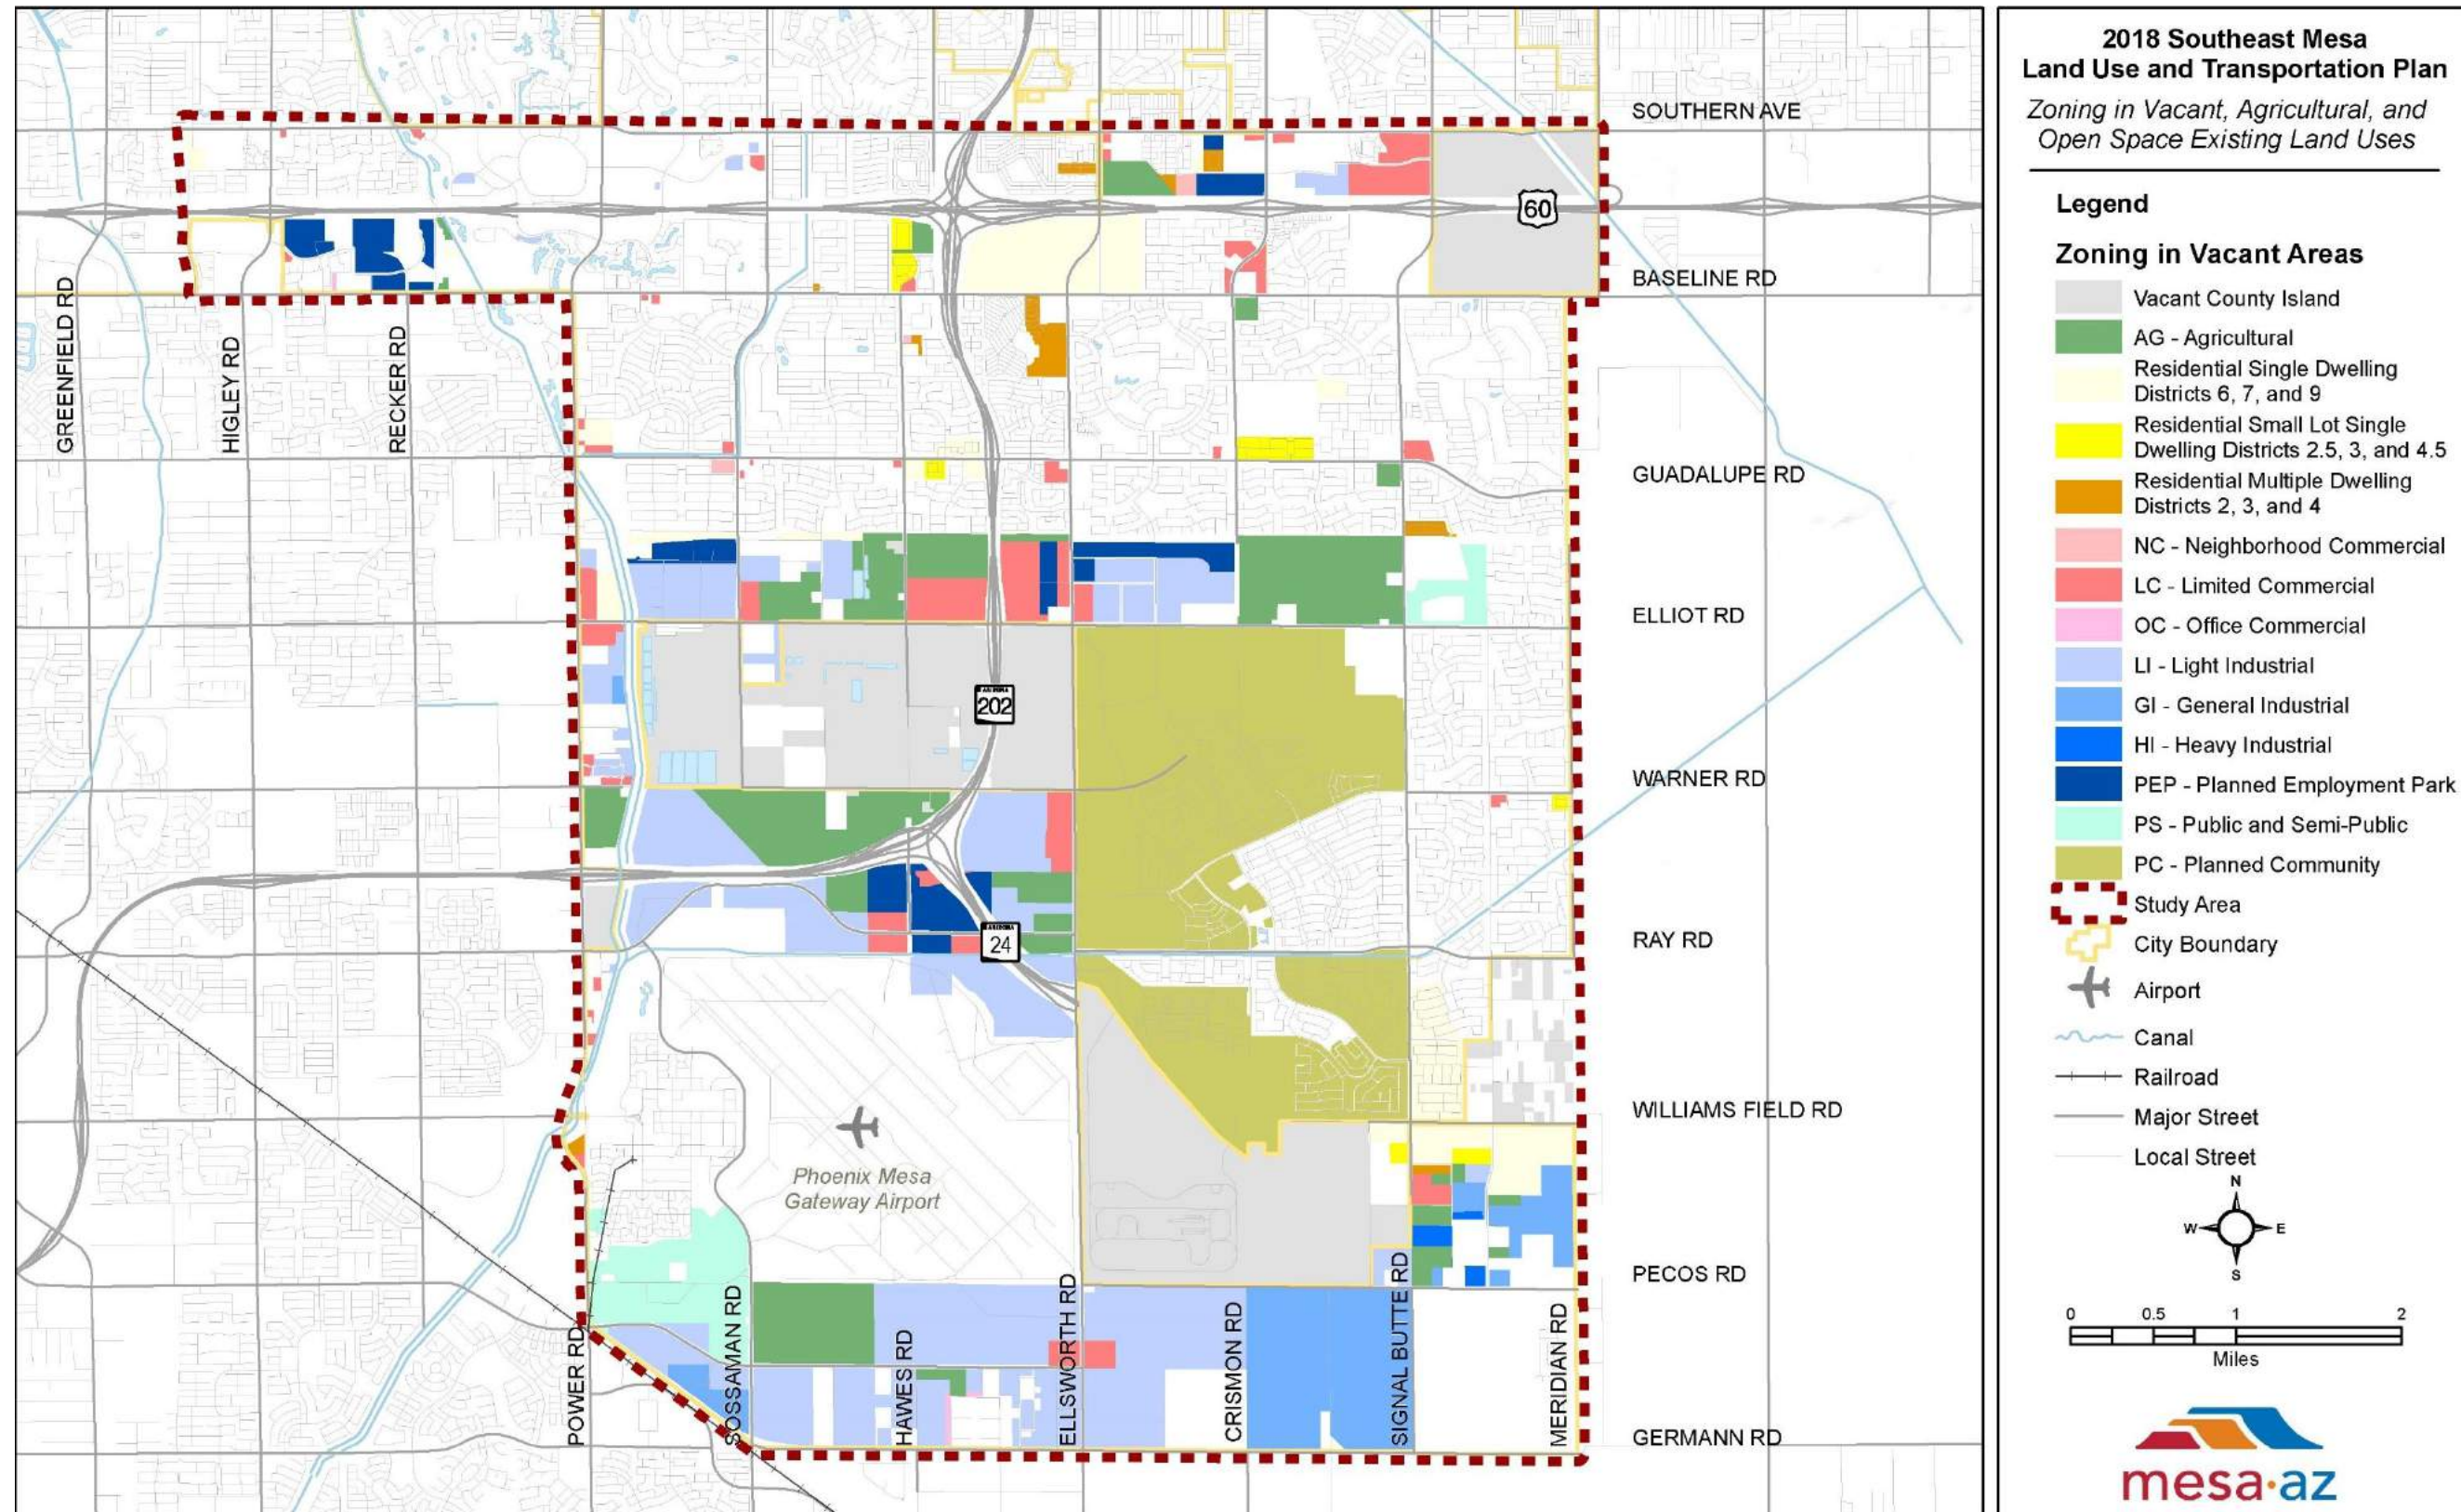 2018 Southeast Mesa
Land Use and Transportation Plan
Zoning in Vacant, Agricultural, and
Open Space Existing Land Uses
Legend
Zoning in Vacant Areas
Vacant County Island
AG - Agricultural
Residential Single Dwelling
Districts 6, 7, and 9
Residential Small Lot Single
Dwelling Districts 2.5, 3, and 4.5
Residential Multiple Dwelling
Districts 2, 3, and 4
NC - Neighborhood Commercial
LC - Limited Commercial
OC - Office Commercial
LI - Light Industrial
GI - General Industrial
HI - Heavy Industrial
PEP - Planned Employment Park
PS - Public and Semi-Public
PC - Planned Community
Study Area
City Boundary
Airport
Canal
Railroad
Major Street
Local Street
N
W E
S
0 0.5 1 2
Miles
mesa·az
SOUTHERN AVE
60
BASELINE RD
GREENFIELD RD
HIGLEY RD
RECKER RD
GUADALUPE RD
ELLIOT RD
ARIZONA
202
WARNER RD
RAY RD
ARIZONA
24
WILLIAMS FIELD RD
Phoenix Mesa
Gateway Airport
PECOS RD
POWER RD
SOSSAMAN RD
HAWES RD
ELLSWORTH RD
CRISMON RD
SIGNAL BUTTE RD
MERIDIAN RD
GERMANN RD